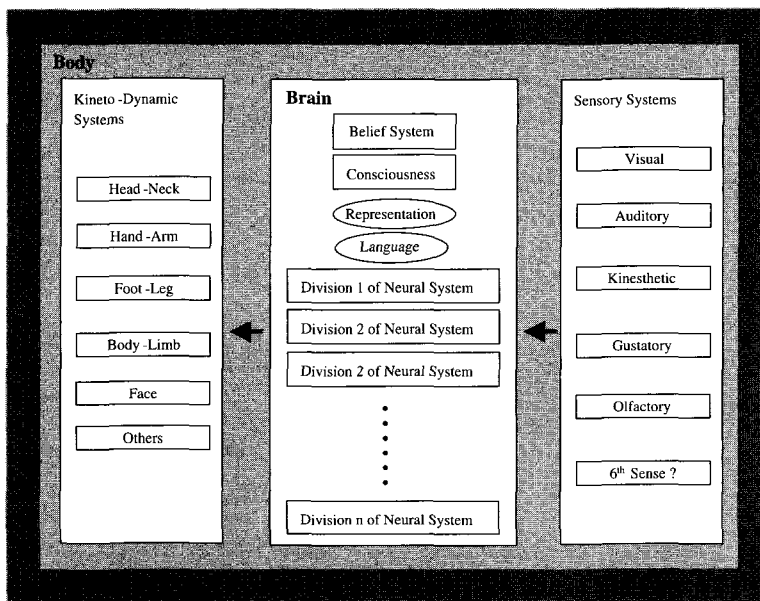 Body
Kineto -Dynamic
Systems
Head -Neck
Hand -Arm
Foot -Leg
Body -Limb
Face
Others
Brain
Belief System
Consciousness
Representation
Language
Division 1 of Neural System
Division 2 of Neural System
Division 2 of Neural System
Division n of Neural System
Sensory Systems
Visual
Auditory
Kinesthetic
Gustatory
Olfactory
6th Sense ?